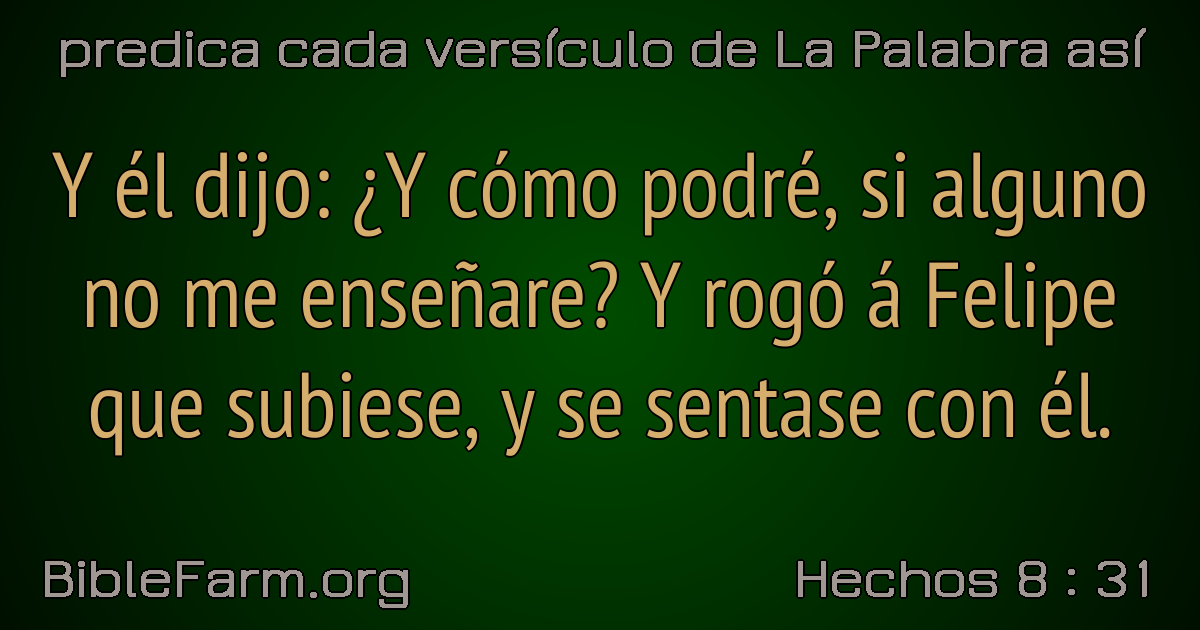 predica cada versículo de La Palabra así
Y él dijo: ¿Y cómo podré, si alguno
no me enseñare? Y rogó á Felipe
que subiese, y se sentase con él.
BibleFarm.org
Hechos 8 : 31